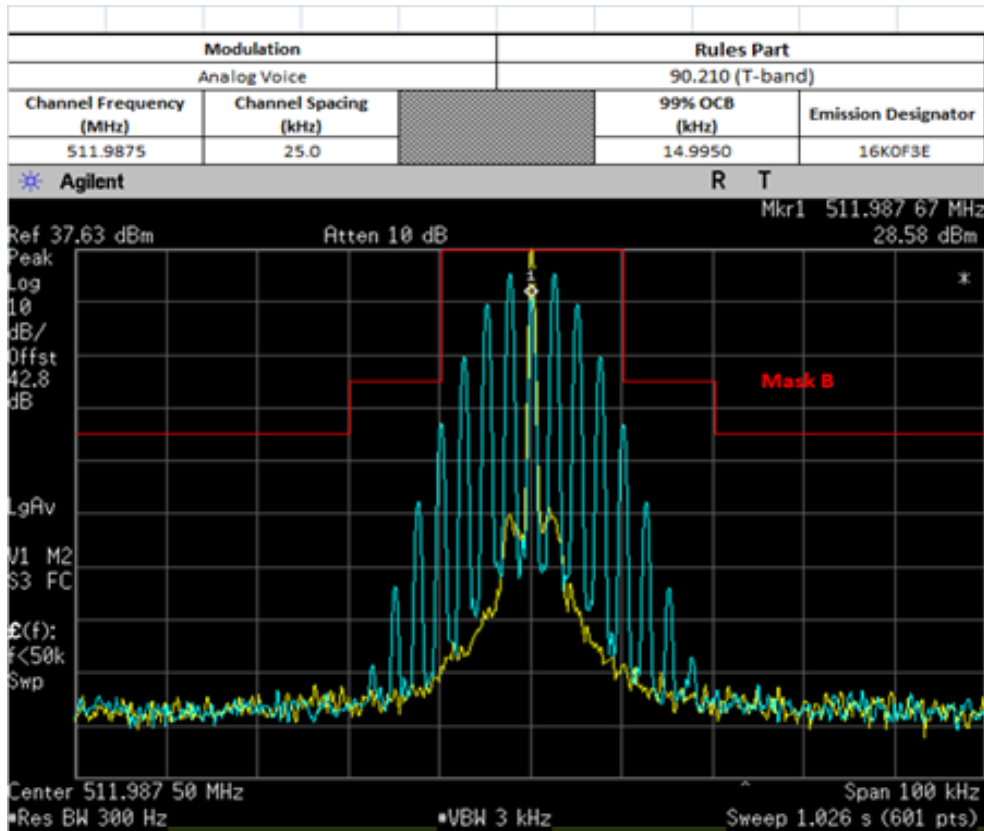 Modulation Rules Part
Analog Voice 90.210 (T-band)
Channel Frequency (MHz) Channel Spacing (kHz) 99% OCB (kHz) Emission Designator
511.9875 25.0 14.9950 16K0F3E
Agilent R T
Mkr1 511.987 67 MHz
Ref 37.63 dBm Atten 10 dB 28.58 dBm
Peak
Log
10
dB/
Offst
42.8
dB
1
*
Mask B
LgAv
V1 M2
S3 FC
£(f):
f<50k
Swp
Center 511.987 50 MHz ^ Span 100 kHz
Res BW 300 Hz VBW 3 kHz Sweep 1.026 s (601 pts)